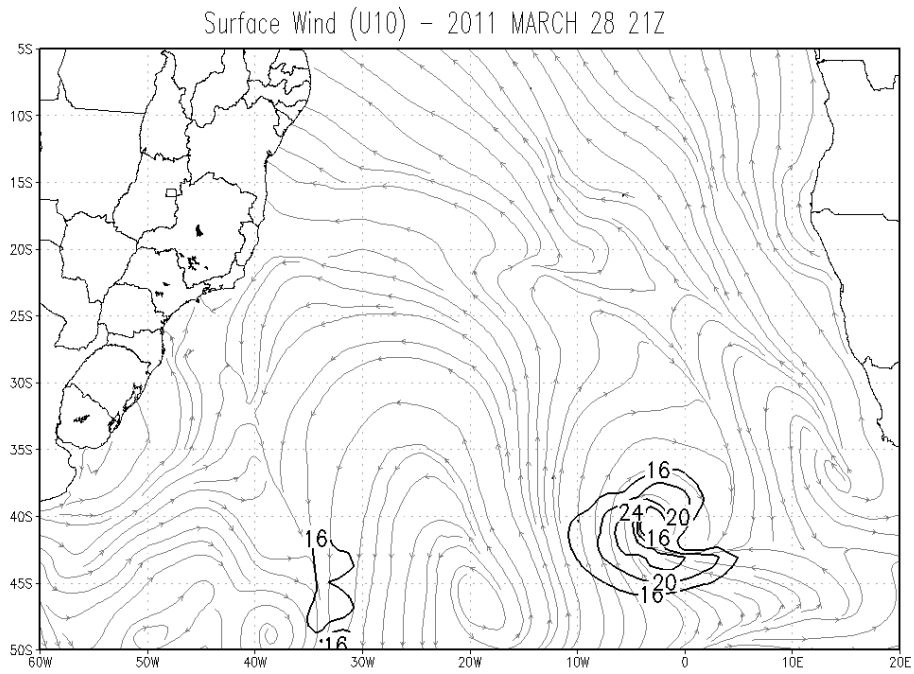 Surface Wind (U10) – 2011 MARCH 28 21Z
5S
10S
15S
20S
25S
30S
35S
40S
45S
50S
16
24
20
16
16
20
16
16
60W 50W 40W 30W 20W 10W 0 10E 20E